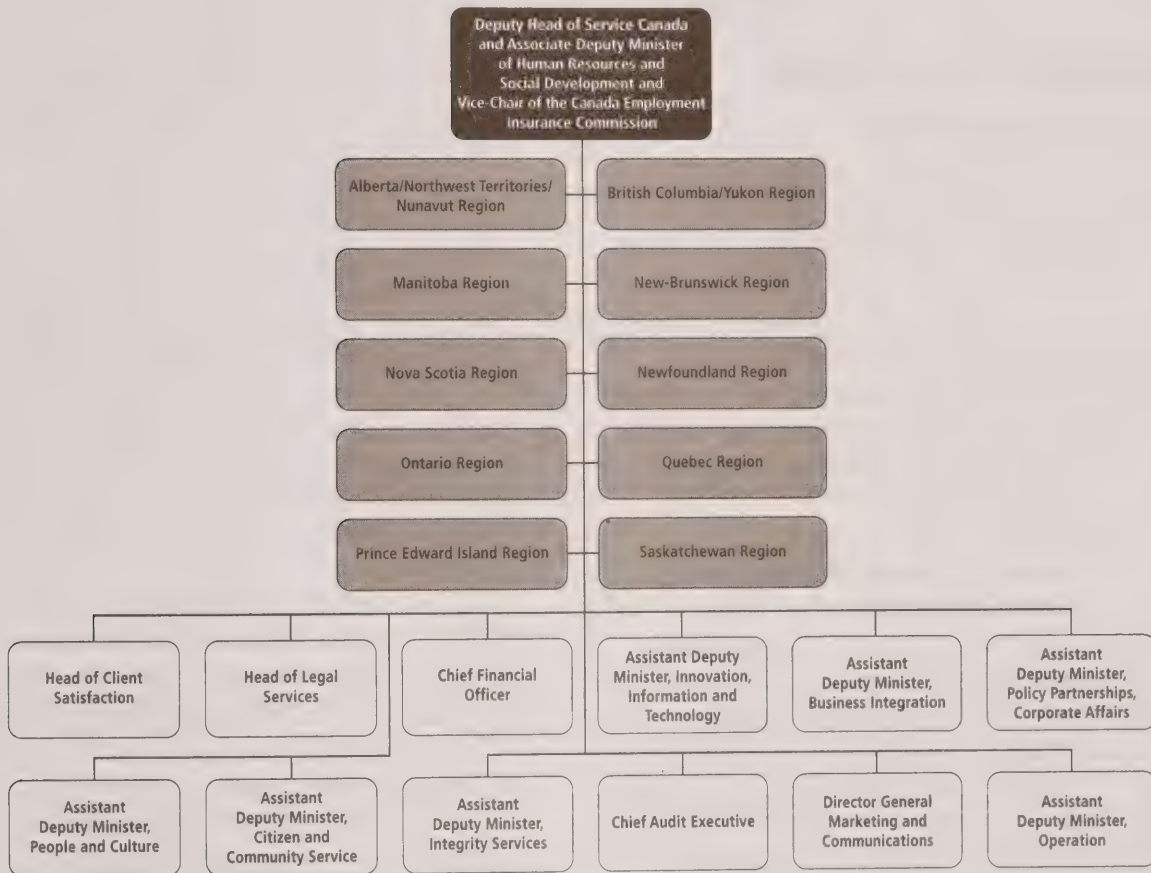 Deputy Head of Service Canada
and Associate Deputy Minister
of Human Resources and
Social Development and
Vice-Chair of the Canada Employment
Insurance Commission
Alberta/Northwest Territories/
Nunavut Region
British Columbia/Yukon Region
Manitoba Region
New-Brunswick Region
Nova Scotia Region
Newfoundland Region
Ontario Region
Quebec Region
Prince Edward Island Region
Saskatchewan Region
Head of Client
Satisfaction
Head of Legal
Services
Chief Financial
Officer
Assistant Deputy
Minister, Innovation,
Information and
Technology
Assistant
Deputy Minister,
Business Integration
Assistant
Deputy Minister,
Policy Partnerships,
Corporate Affairs
Assistant
Deputy Minister,
People and Culture
Assistant
Deputy Minister,
Citizen and
Community Service
Assistant
Deputy Minister,
Integrity Services
Chief Audit Executive
Director General
Marketing and
Communications
Assistant
Deputy Minister,
Operation